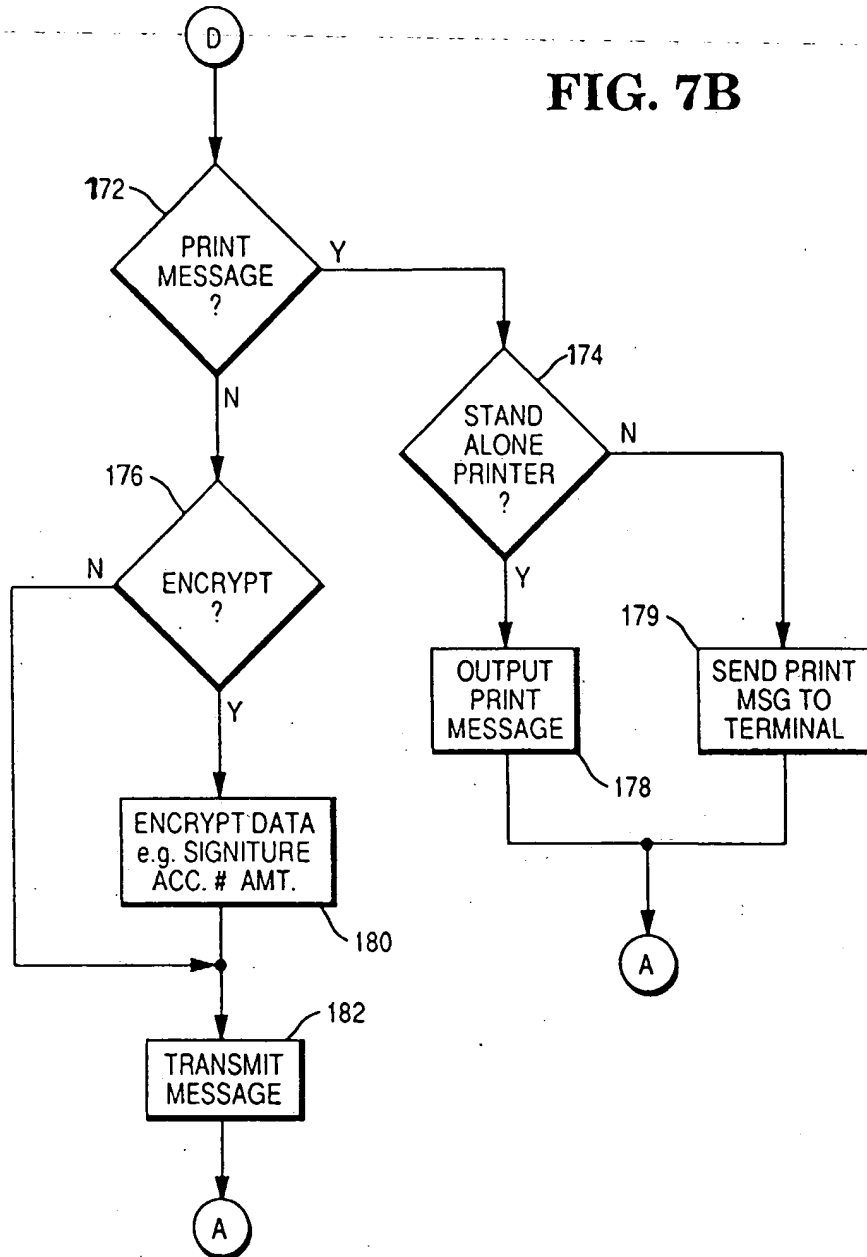 D
FIG. 7B
172
PRINT
MESSAGE
?
Y
N
174
STAND
ALONE
PRINTER
?
N
Y
176
ENCRYPT
?
N
Y
OUTPUT
PRINT
MESSAGE
178
179
SEND PRINT
MSG TO
TERMINAL
ENCRYPT DATA
e.g. SIGNITURE
ACC. # AMT.
180
A
182
TRANSMIT
MESSAGE
A